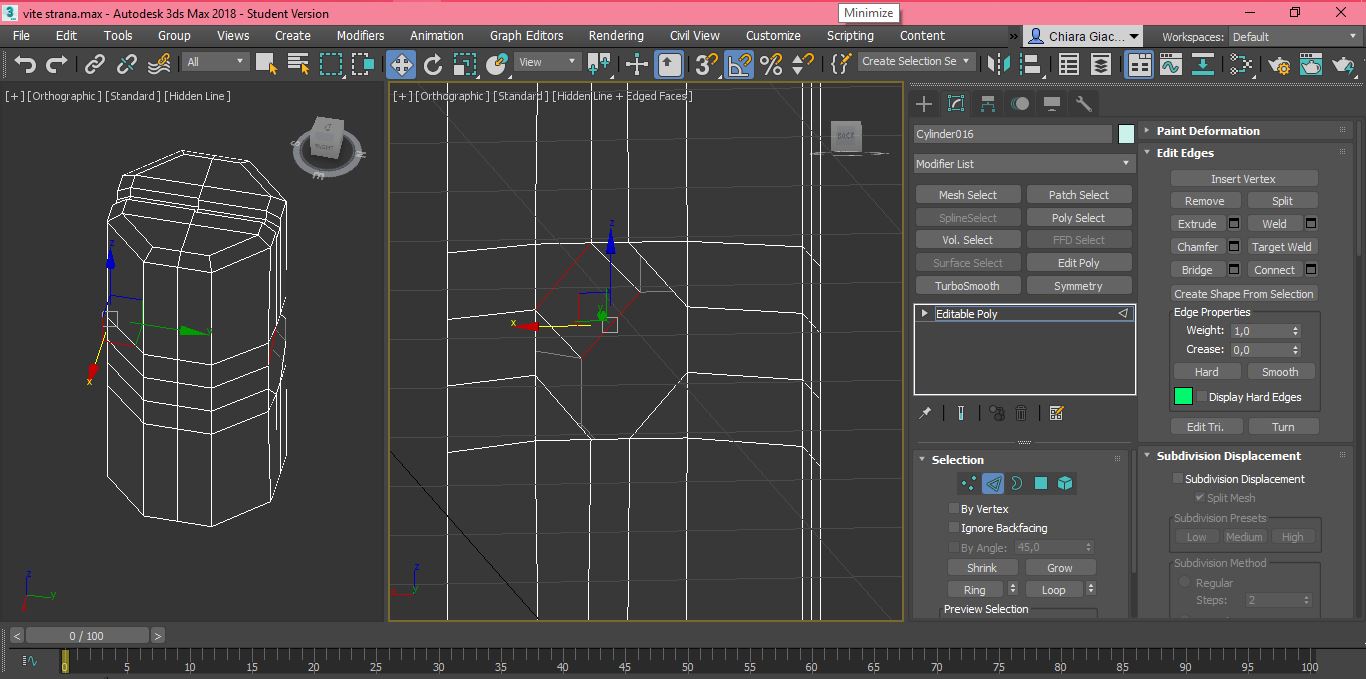 3 vite strana.max - Autodesk 3ds Max 2018 - Student Version
Minimize
File Edit Tools Group Views Create Modifiers Animation Graph Editors Rendering Civil View Customize Scripting Content » Chiara Giac... Workspaces: Default
All View 3 Create Selection Se
[+] [Orthographic ] [Standard ] [Hidden Line ]
[+] [Orthographic ] [Standard ] [Hidden Line + Edged Faces ]
RIGHT
BACK
z
y
x
z
y
x
z
y
z
x
Cylinder016
Modifier List
Mesh Select Patch Select
SplineSelect Poly Select
Vol. Select FFD Select
Surface Select Edit Poly
TurboSmooth Symmetry
Editable Poly
Selection
By Vertex
Ignore Backfacing
By Angle: 45,0
Shrink Grow
Ring Loop
Preview Selection
Paint Deformation
Edit Edges
Insert Vertex
Remove Split
Extrude Weld
Chamfer Target Weld
Bridge Connect
Create Shape From Selection
Edge Properties
Weight: 1,0
Crease: 0,0
Hard Smooth
Display Hard Edges
Edit Tri. Turn
Subdivision Displacement
Subdivision Displacement
Split Mesh
Subdivision Presets
Low Medium High
Subdivision Method
Regular
Steps: 2
< 0 / 100 >
0 5 10 15 20 25 30 35 40 45 50 55 60 65 70 75 80 85 90 95 100